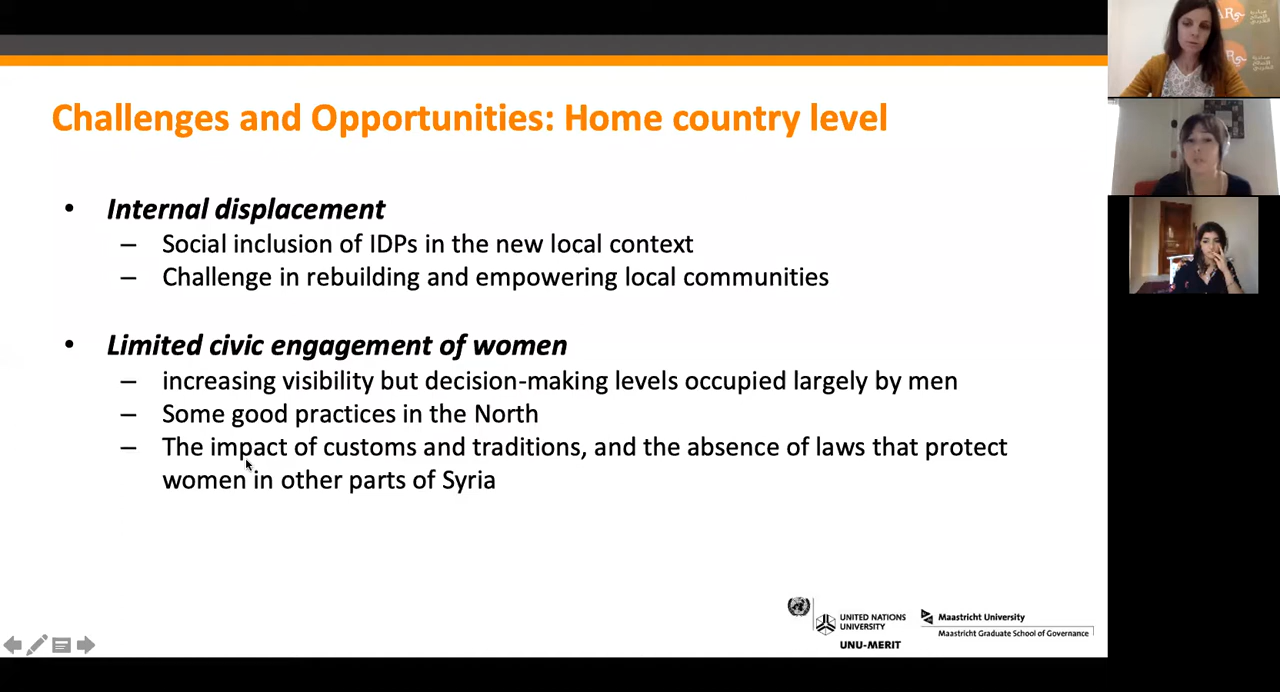 Challenges and Opportunities: Home country level
• Internal displacement
– Social inclusion of IDPs in the new local context
– Challenge in rebuilding and empowering local communities
• Limited civic engagement of women
– increasing visibility but decision-making levels occupied largely by men
– Some good practices in the North
– The impact of customs and traditions, and the absence of laws that protect
women in other parts of Syria
UNITED NATIONS
UNIVERSITY
UNU-MERIT
Maastricht University
Maastricht Graduate School of Governance